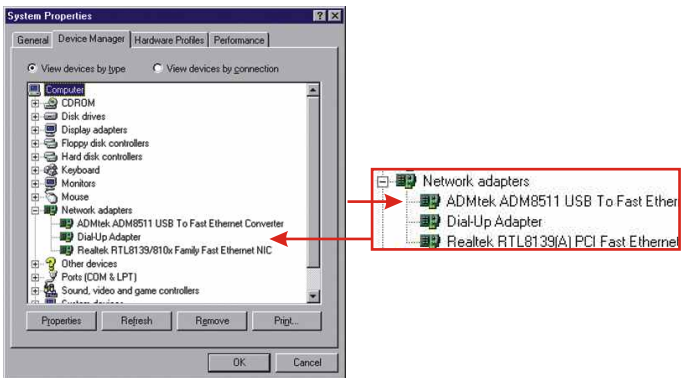 System Properties
General Device Manager Hardware Profiles Performance
View devices by type View devices by connection
Computer
CDROM
Disk drives
Display adapters
Floppy disk controllers
Hard disk controllers
Keyboard
Monitors
Mouse
Network adapters
ADMtek ADM8511 USB To Fast Ethernet Converter
Dial-Up Adapter
Realtek RTL8139/810x Family Fast Ethernet NIC
Other devices
Ports (COM & LPT)
Sound, video and game controllers
Properties Refresh Remove Print...
OK Cancel
Network adapters
ADMtek ADM8511 USB To Fast Ether
Dial-Up Adapter
Realtek RTL8139(A) PCI Fast Ethernet